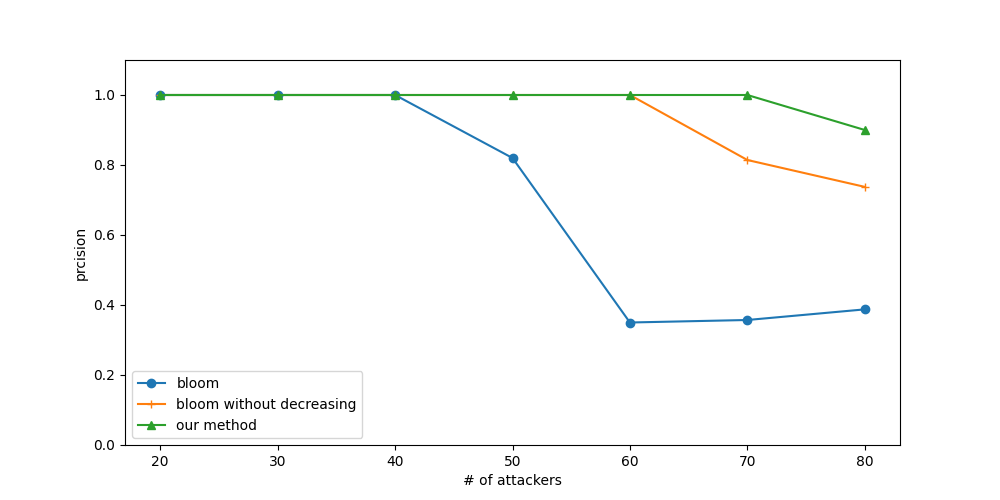 1.0
0.8
0.6
0.4
0.2
0.0
prcision
20 30 40 50 60 70 80
# of attackers
bloom
bloom without decreasing
our method